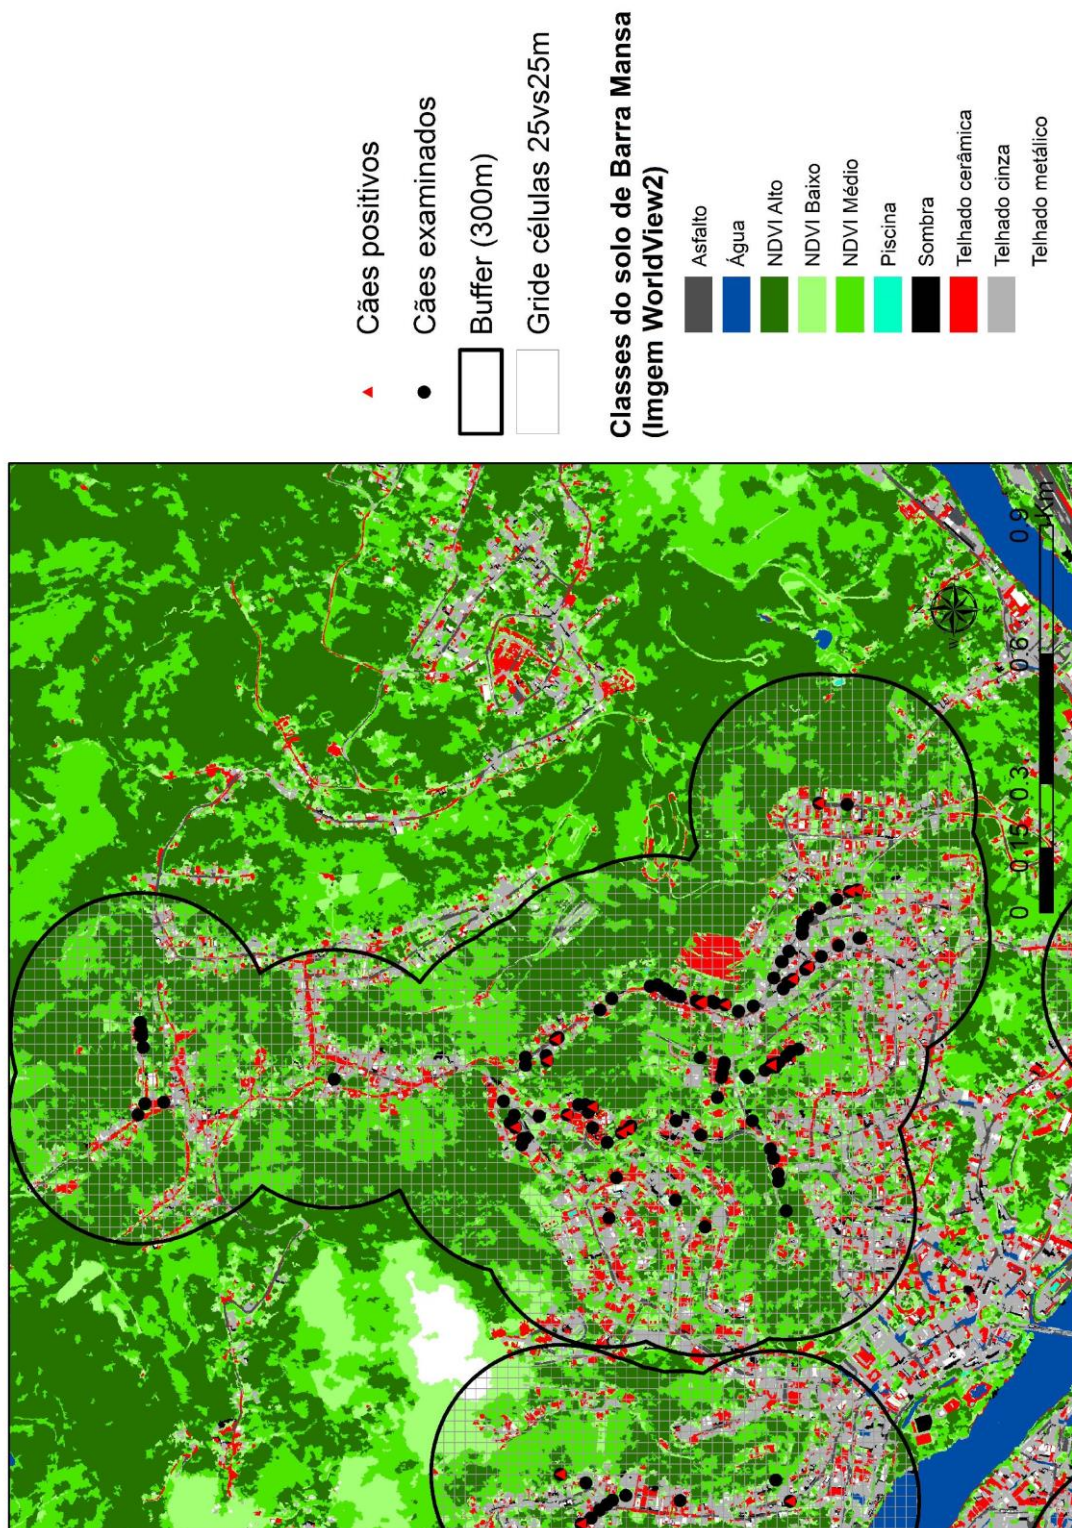 Cães positivos
Cães examinados
Buffer (300m)
Gride células 25vs25m
Classes do solo de Barra Mansa
(Imgem WorldView2)
Asfalto
Água
NDVI Alto
NDVI Baixo
NDVI Médio
Piscina
Sombra
Telhado cerâmica
Telhado cinza
Telhado metálico
0 0.15 0.3 0.6 0.9
Km